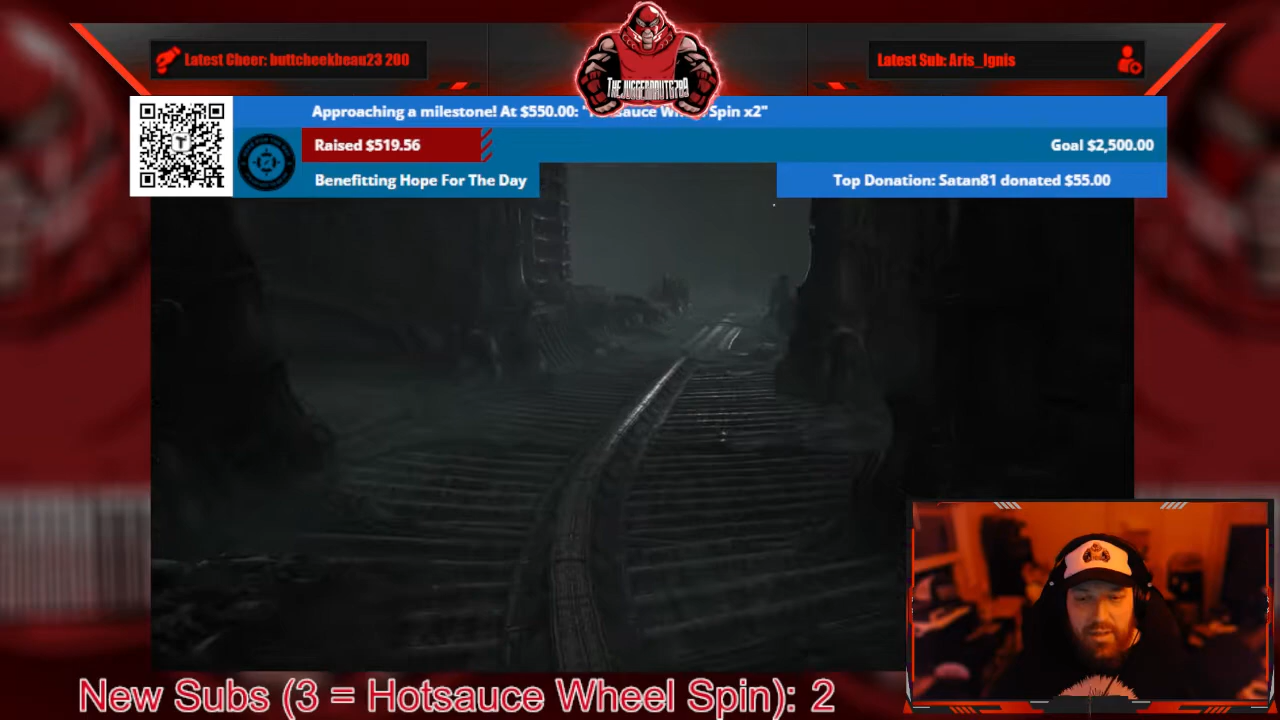 Latest Cheer: buttcheekbeau23 200
THEJUGGERNAUTG789
Latest Sub: Aris_Ignis
Approaching a milestone! At $550.00: "Spin x2"
Raised $519.56
Goal $2,500.00
Benefitting Hope For The Day
Top Donation: Satan81 donated $55.00
New Subs (3 = Hotsauce Wheel Spin): 2